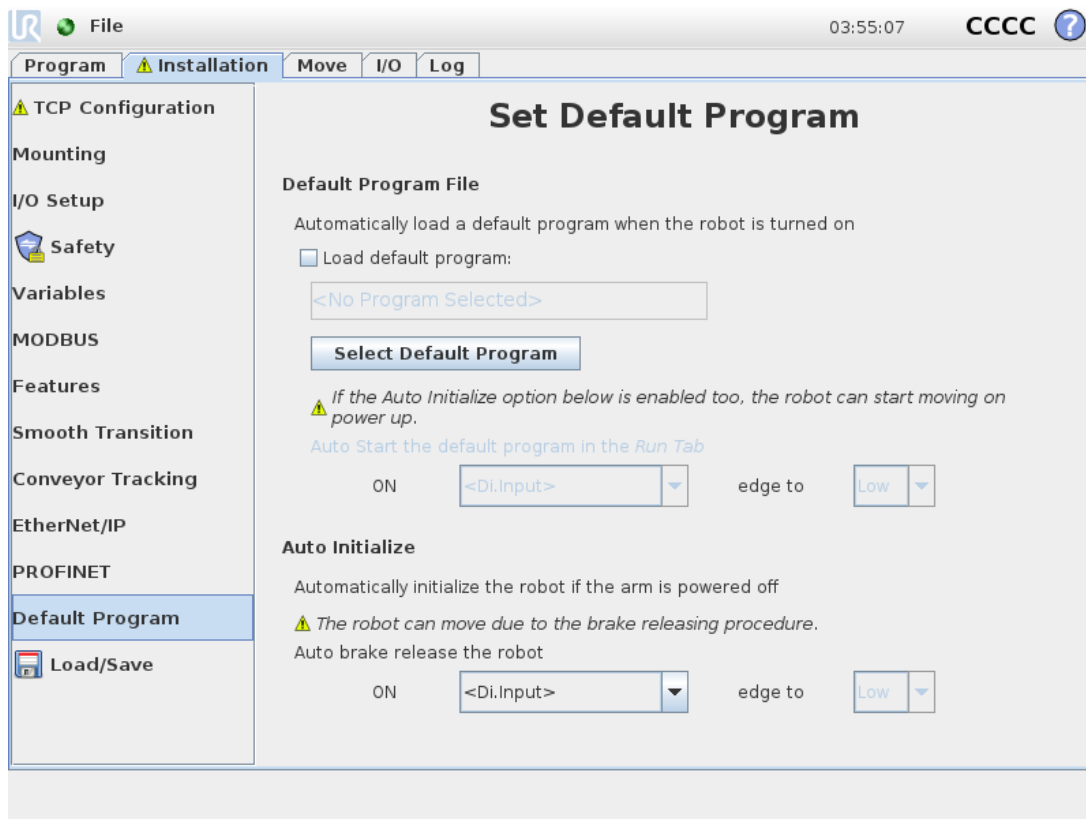 UR File 03:55:07 CCCC ?
Program Installation Move I/O Log
TCP Configuration
Mounting
I/O Setup
Safety
Variables
MODBUS
Features
Smooth Transition
Conveyor Tracking
EtherNet/IP
PROFINET
Default Program
Load/Save
Set Default Program
Default Program File
Automatically load a default program when the robot is turned on
Load default program:
<No Program Selected>
Select Default Program
If the Auto Initialize option below is enabled too, the robot can start moving on
power up.
Auto Start the default program in the Run Tab
ON <Di.Input> edge to Low
Auto Initialize
Automatically initialize the robot if the arm is powered off
The robot can move due to the brake releasing procedure.
Auto brake release the robot
ON <Di.Input> edge to Low